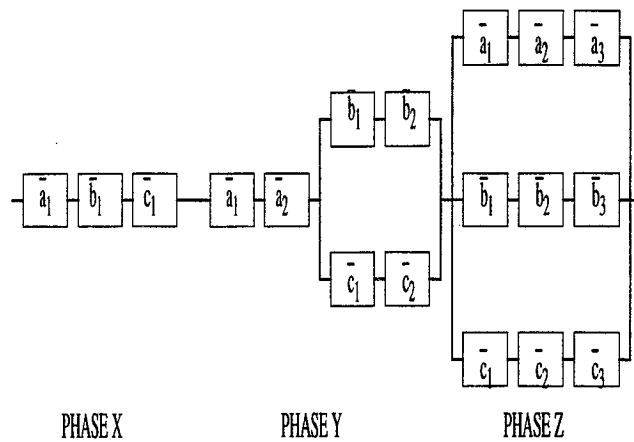 ā₁ ā₂ ā₃
b̄₁ b̄₂
ā₁ b̄₁ c̄₁ ā₁ ā₂ b̄₁ b̄₂ b̄₃
c̄₁ c̄₂
c̄₁ c̄₂ c̄₃
PHASE X PHASE Y PHASE Z